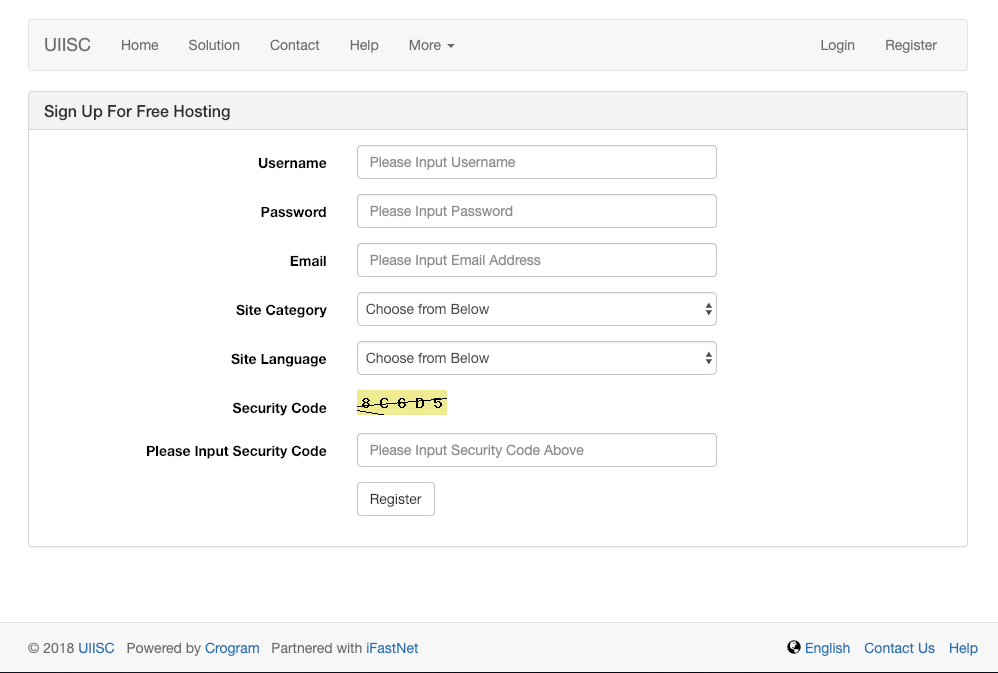 UIISC Home Solution Contact Help More Login Register
Sign Up For Free Hosting
Username Please Input Username
Password Please Input Password
Email Please Input Email Address
Site Category Choose from Below
Site Language Choose from Below
Security Code 8 C 6 D 5
Please Input Security Code Please Input Security Code Above
Register
© 2018 UIISC Powered by Crogram Partnered with iFastNet English Contact Us Help